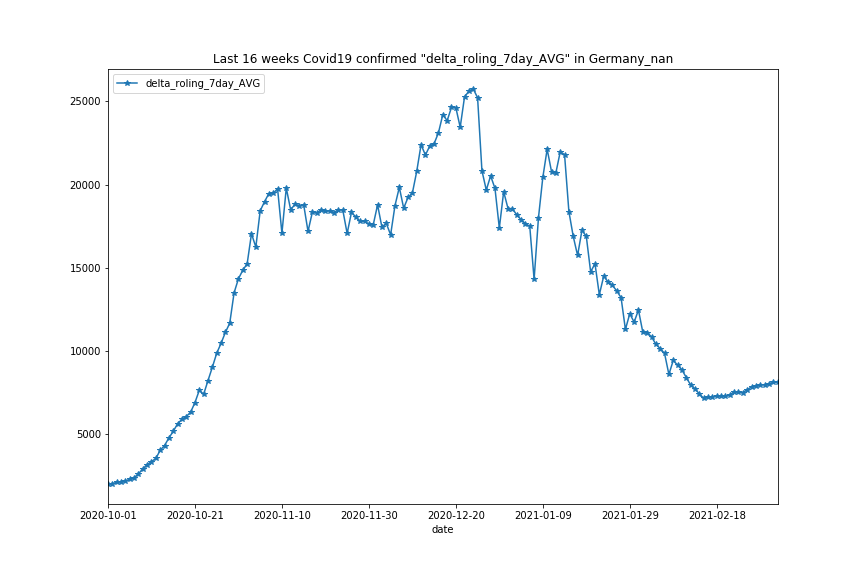 Last 16 weeks Covid19 confirmed "delta_roling_7day_AVG" in Germany_nan
delta_roling_7day_AVG
25000
20000
15000
10000
5000
2020-10-01 2020-10-21 2020-11-10 2020-11-30 2020-12-20 2021-01-09 2021-01-29 2021-02-18
date